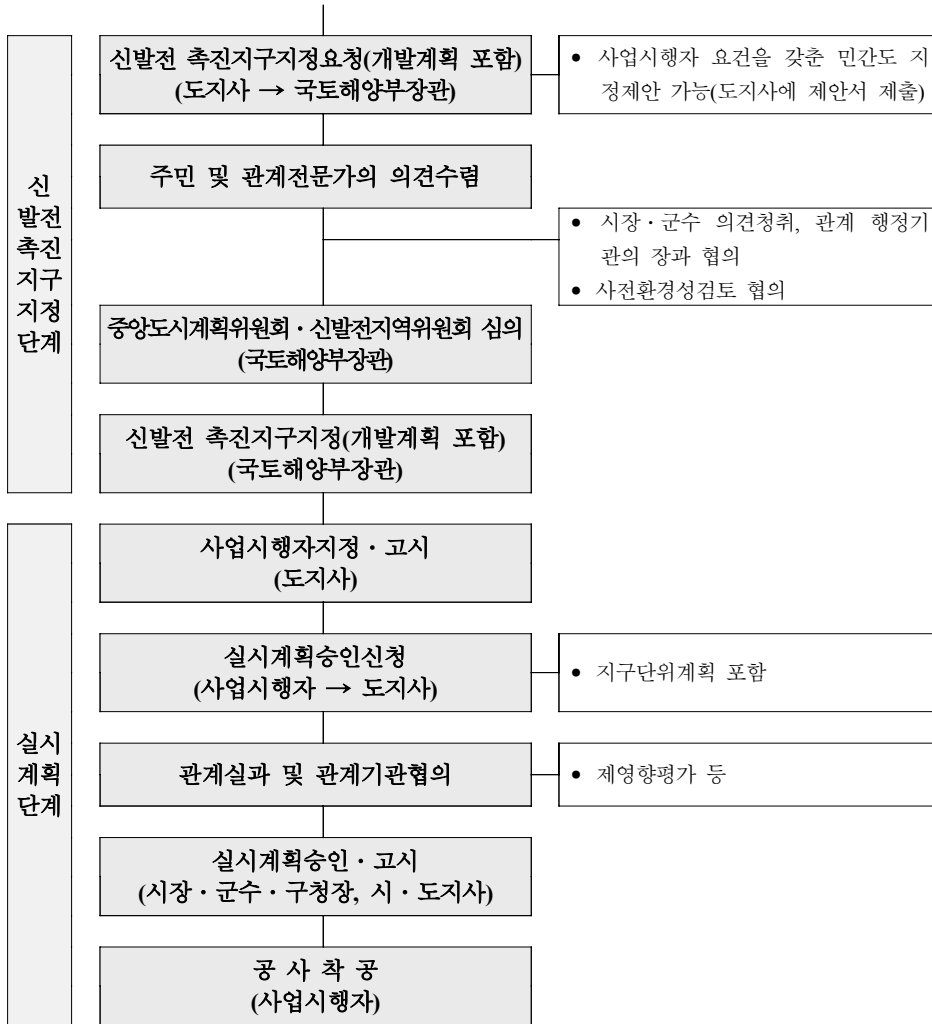 신발전 촉진지구지정요청(개발계획 포함)
(도지사 → 국토해양부장관)
• 사업시행자 요건을 갖춘 민간도 지
정제안 가능(도지사에 제안서 제출)
주민 및 관계전문가의 의견수렴
신
발전
촉진
지구
지정
단계
• 시장・군수 의견청취, 관계 행정기
관의 장과 협의
• 사전환경성검토 협의
중앙도시계획위원회・신발전지역위원회 심의
(국토해양부장관)
신발전 촉진지구지정(개발계획 포함)
(국토해양부장관)
사업시행자지정・고시
(도지사)
실시계획승인신청
(사업시행자 → 도지사)
• 지구단위계획 포함
실시
계획
단계
관계실과 및 관계기관협의
• 제영향평가 등
실시계획승인・고시
(시장・군수・구청장, 시・도지사)
공 사 착 공
(사업시행자)